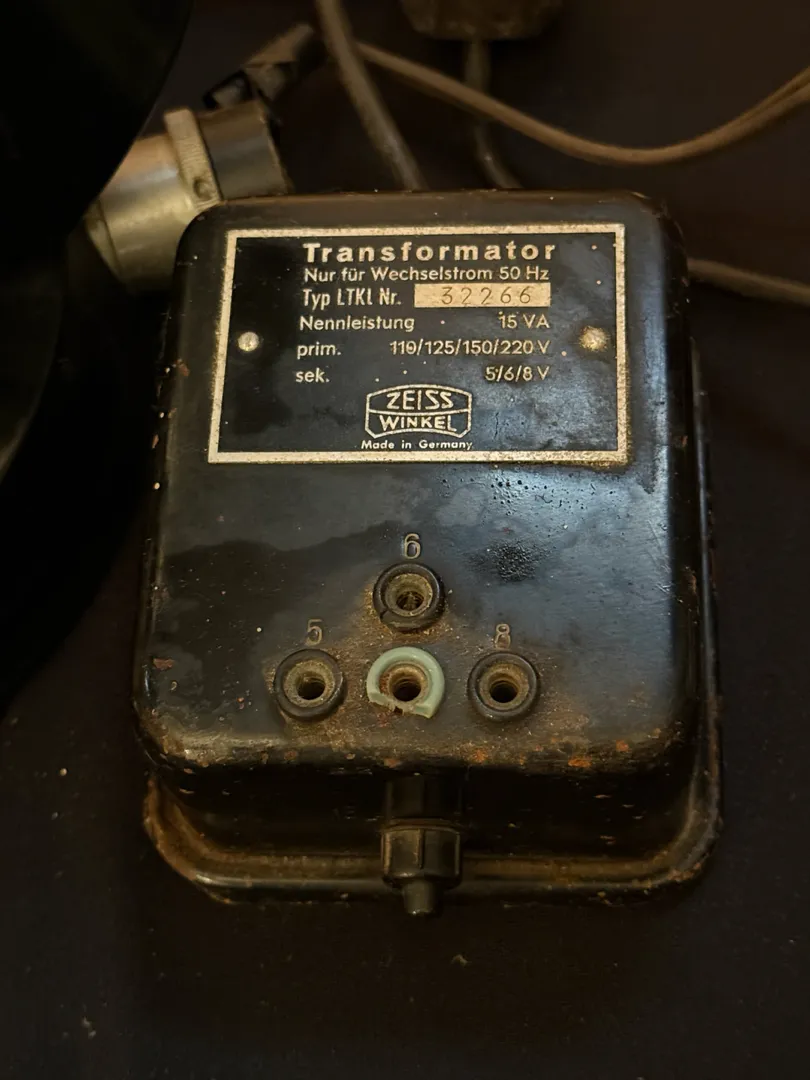 Transformator
Nur für Wechselstrom 50 Hz
Typ LTKl Nr. 32266
Nennleistung 15 VA
prim. 110/125/150/220 V
sek. 5/6/8 V
ZEISS
WINKEL
Made in Germany
6
5 8